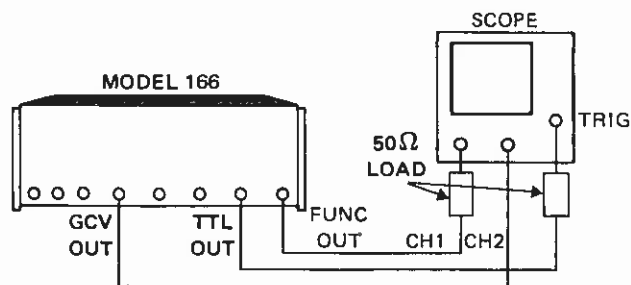 SCOPE
MODEL 166
TRIG
50Ω
LOAD
GCV
OUT
TTL
OUT
FUNC
OUT
CH1
CH2